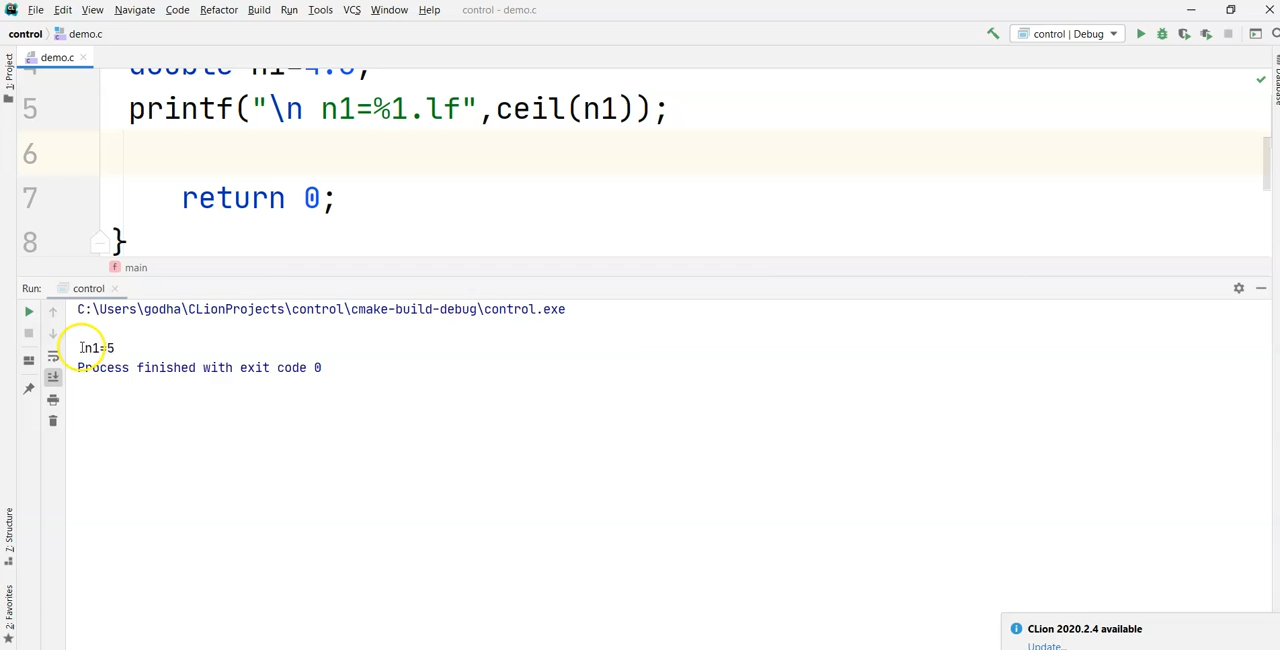 File Edit View Navigate Code Refactor Build Run Tools VCS Window Help control - demo.c
control demo.c control | Debug
demo.c
1: Project
5 printf("\n n1=%1.lf",ceil(n1));
6
7 return 0;
8 }
main
Run: control
C:\Users\godha\CLionProjects\control\cmake-build-debug\control.exe
n1=5
Process finished with exit code 0
7: Structure
2: Favorites
CLion 2020.2.4 available
Update...